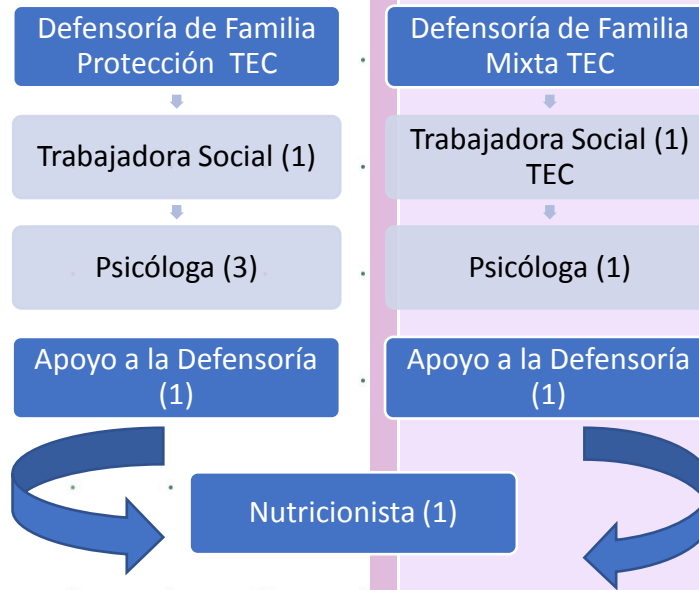 Defensoría de Familia
Protección TEC
Trabajadora Social (1)
Psicóloga (3)
Apoyo a la Defensoría
(1)
Defensoría de Familia
Mixta TEC
Trabajadora Social (1)
TEC
Psicóloga (1)
Apoyo a la Defensoría
(1)
Nutricionista (1)